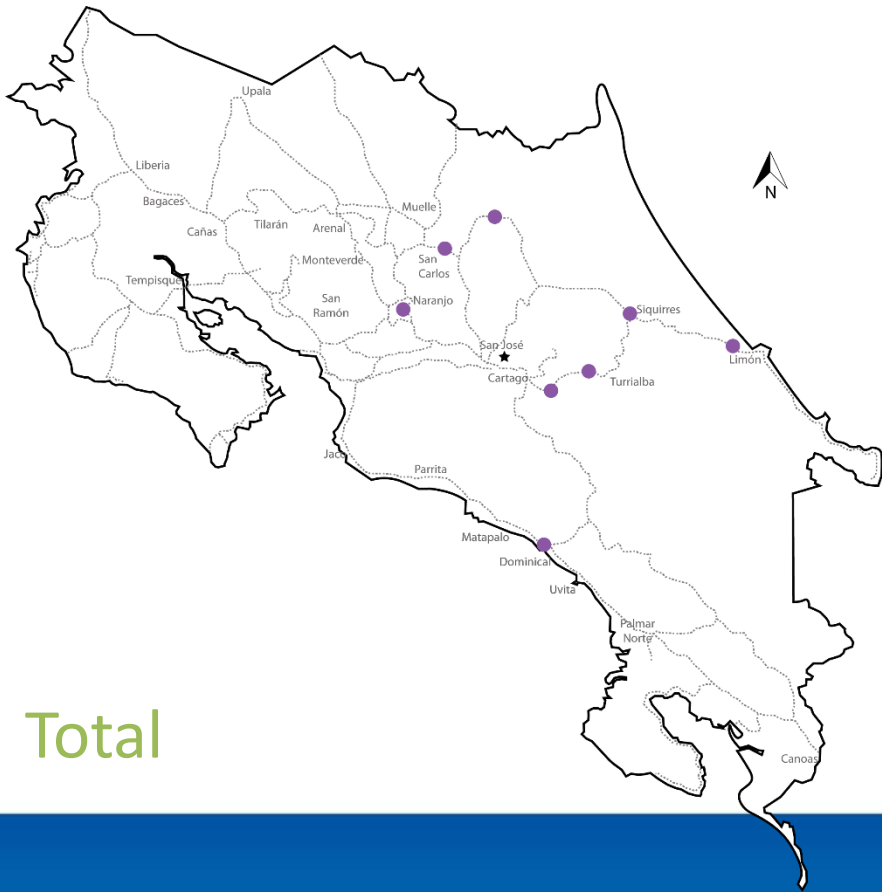 Upala
Liberia
Bagaces
Cañas
Tilarán
Arenal
Muelle
Monteverde
San
Carlos
Tempisque
San
Ramón
Naranjo
Siquirres
San José
Cartago
Turrialba
Limón
N
Jacó
Parrita
Matapalo
Dominical
Uvita
Palmar
Norte
Canoas
Total